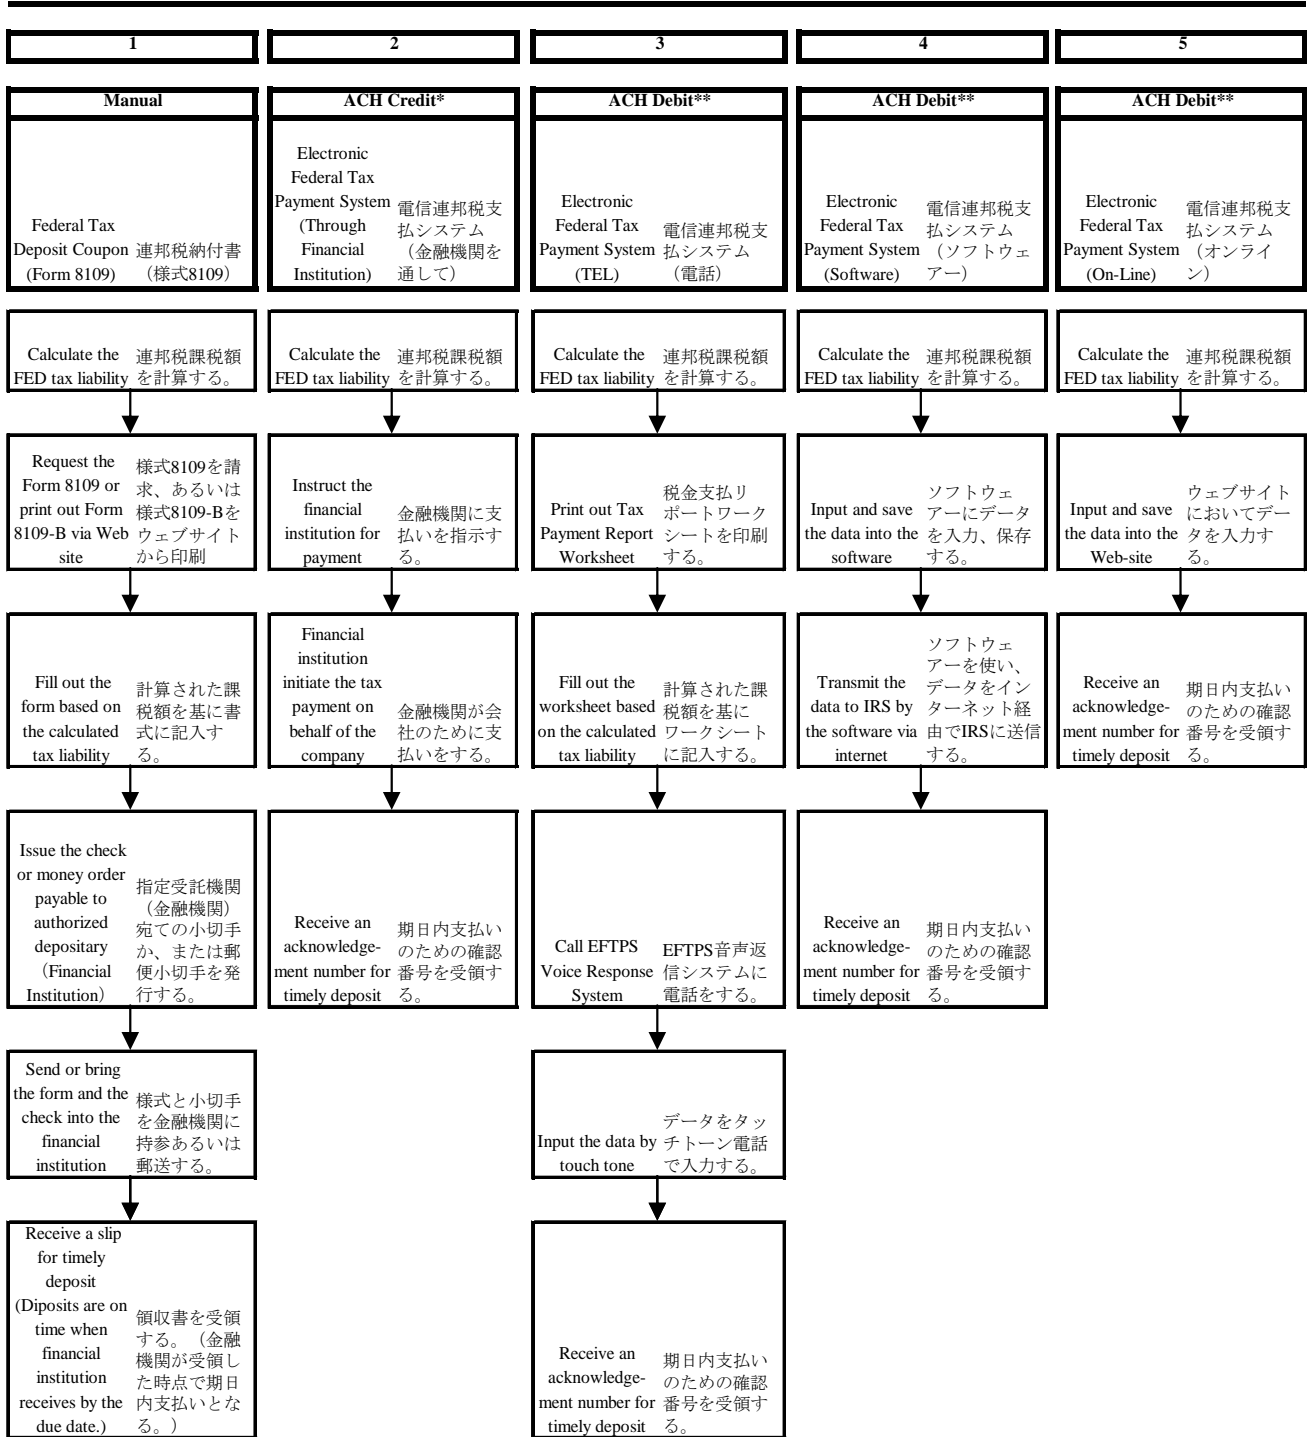 1
2
3
4
5
Manual
ACH Credit*
ACH Debit**
ACH Debit**
ACH Debit**
Federal Tax
Deposit Coupon
(Form 8109)
連邦税納付書
（様式8109）
Electronic
Federal Tax
Payment System
(Through
Financial
Institution)
電信連邦税支
払システム
（金融機関を
通して）
Electronic
Federal Tax
Payment System
(TEL)
電信連邦税支
払システム
（電話）
Electronic
Federal Tax
Payment System
(Software)
電信連邦税支
払システム
（ソフトウェ
アー）
Electronic
Federal Tax
Payment System
(On-Line)
電信連邦税支
払システム
（オンライ
ン）
Calculate the
FED tax liability
連邦税課税額
を計算する。
Calculate the
FED tax liability
連邦税課税額
を計算する。
Calculate the
FED tax liability
連邦税課税額
を計算する。
Calculate the
FED tax liability
連邦税課税額
を計算する。
Calculate the
FED tax liability
連邦税課税額
を計算する。
Request the
Form 8109 or
print out Form
8109-B via Web
site
様式8109を請
求、あるいは
様式8109-Bを
ウェブサイト
から印刷
Instruct the
financial
institution for
payment
金融機関に支
払いを指示す
る。
Print out Tax
Payment Report
Worksheet
税金支払リ
ポートワーク
シートを印刷
する。
Input and save
the data into the
software
ソフトウェ
アーにデータ
を入力、保存
する。
Input and save
the data into the
Web-site
ウェブサイト
においてデー
タを入力す
る。
Fill out the
form based on
the calculated
tax liability
計算された課
税額を基に書
式に記入す
る。
Financial
institution
initiate the tax
payment on
behalf of the
company
金融機関が会
社のために支
払いをする。
Fill out the
worksheet based
on the calculated
tax liability
計算された課
税額を基に
ワークシート
に記入する。
Transmit the
data to IRS by
the software via
internet
ソフトウェ
アーを使い、
データをイン
ターネット経
由でIRSに送信
する。
Receive an
acknowledge-
ment number for
timely deposit
期日内支払い
のための確認
番号を受領す
る。
Issue the check
or money order
payable to
authorized
depositary
（Financial
Institution）
指定受託機関
（金融機関）
宛ての小切手
か、または郵
便小切手を発
行する。
Receive an
acknowledge-
ment number for
timely deposit
期日内支払い
のための確認
番号を受領す
る。
Call EFTPS
Voice Response
System
EFTPS音声返
信システムに
電話をする。
Receive an
acknowledge-
ment number for
timely deposit
期日内支払い
のための確認
番号を受領す
る。
Send or bring
the form and the
check into the
financial
institution
様式と小切手
を金融機関に
持参あるいは
郵送する。
Input the data by
touch tone
データをタッ
チトーン電話
で入力する。
Receive a slip
for timely
deposit
(Diposits are on
time when
financial
institution
receives by the
due date.)
領収書を受領
する。（金融
機関が受領し
た時点で期日
内支払いとな
る。）
Receive an
acknowledge-
ment number for
timely deposit
期日内支払い
のための確認
番号を受領す
る。